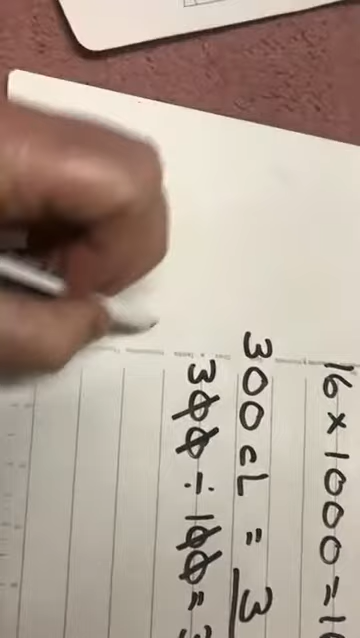 16 x 1000 = 1
300 cL = 3
300 ÷ 100 = 3